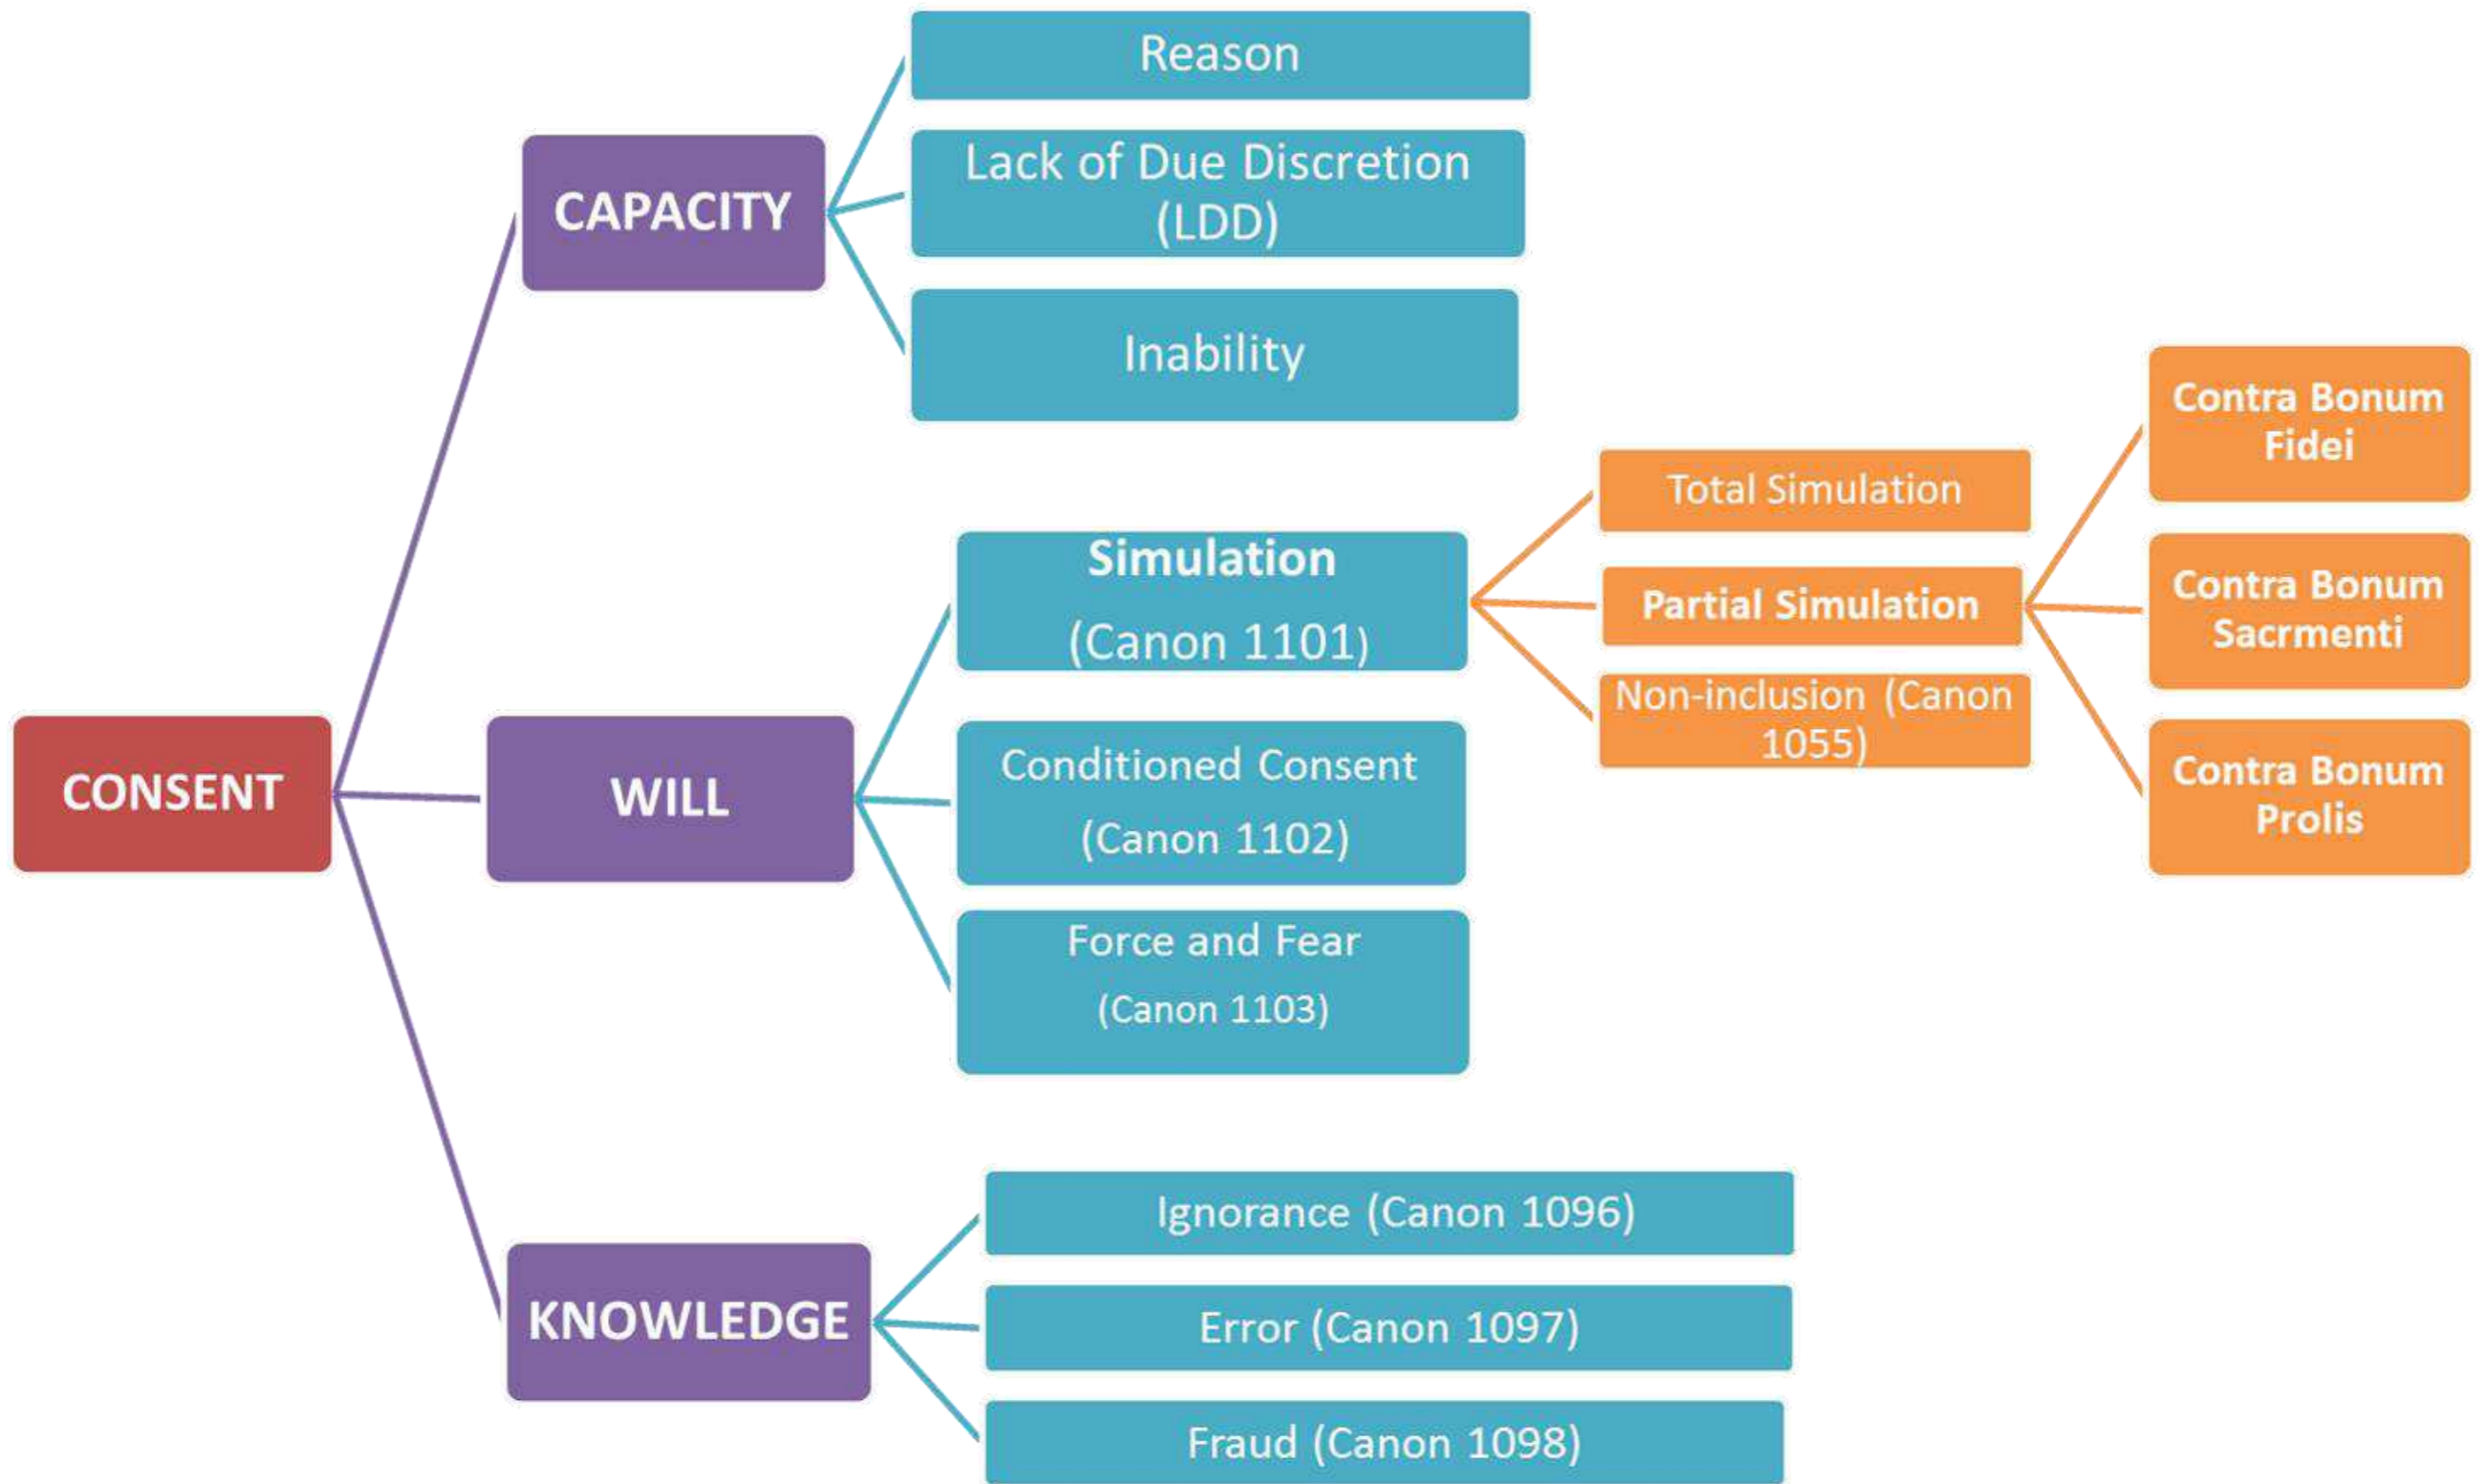 Reason
CAPACITY
Lack of Due Discretion
(LDD)
Inability
CONSENT
WILL
Simulation
(Canon 1101)
Total Simulation
Partial Simulation
Non-inclusion (Canon
1055)
Contra Bonum
Fidei
Contra Bonum
Sacrmenti
Contra Bonum
Prolis
Conditioned Consent
(Canon 1102)
Force and Fear
(Canon 1103)
KNOWLEDGE
Ignorance (Canon 1096)
Error (Canon 1097)
Fraud (Canon 1098)